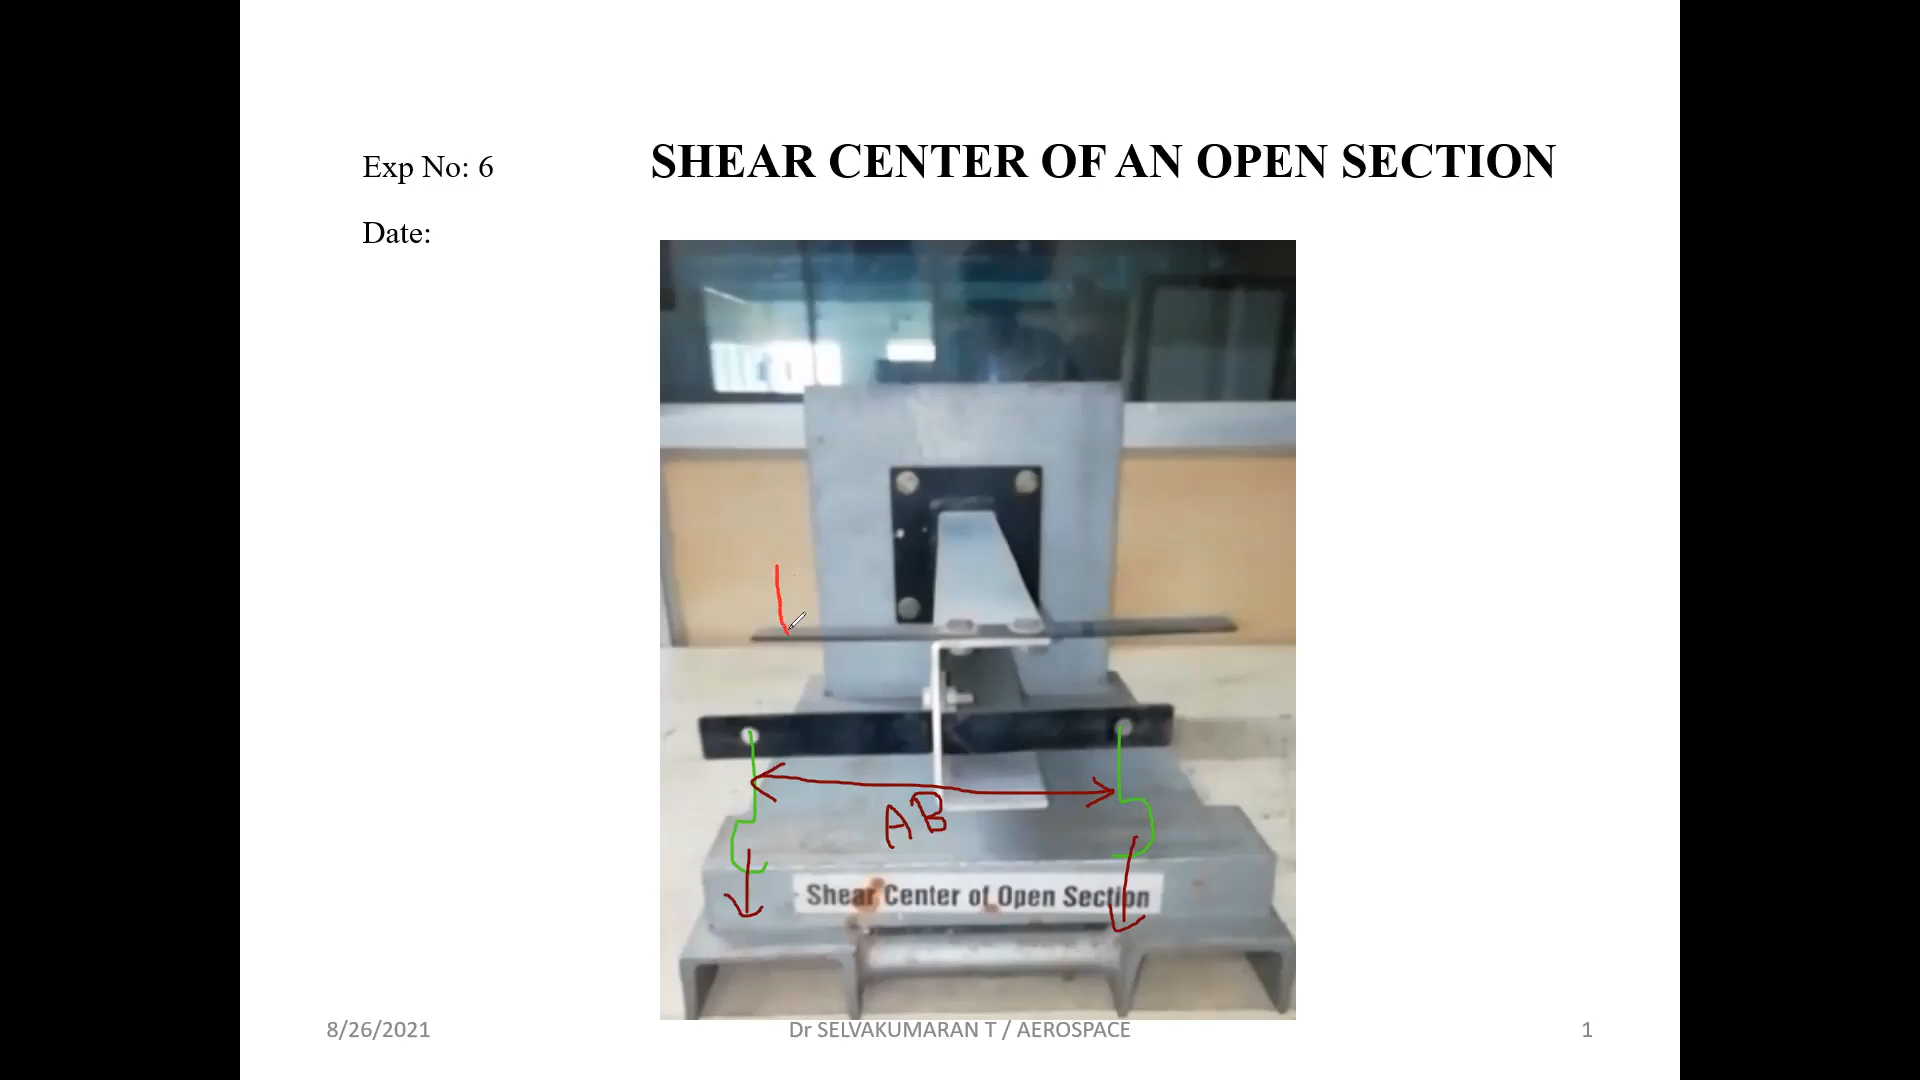 Exp No: 6
SHEAR CENTER OF AN OPEN SECTION
Date:
AB
Shear Center of Open Section
8/26/2021
Dr SELVAKUMARAN T / AEROSPACE
1